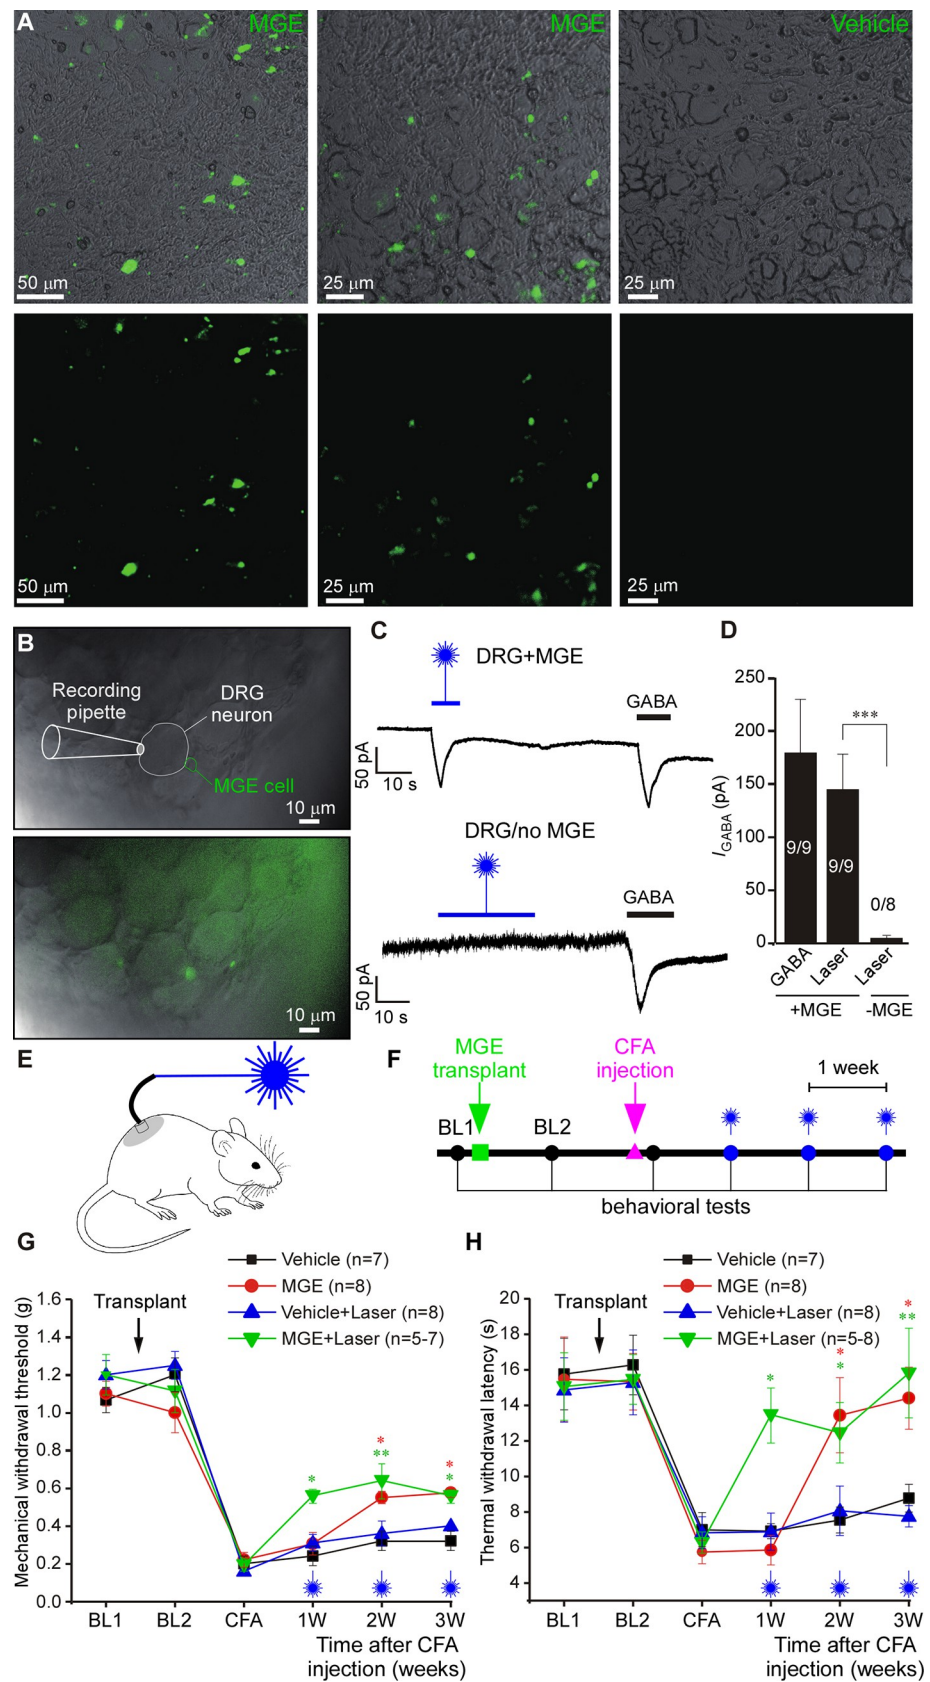 A
MGE
MGE
Vehicle
50 µm
25 µm
25 µm
50 µm
25 µm
25 µm
B
Recording
pipette
DRG
neuron
MGE cell
10 µm
10 µm
C
DRG+MGE
GABA
50 pA
10 s
DRG/no MGE
GABA
50 pA
10 s
D
250
200
150
100
50
0
IGABA (pA)
***
9/9
9/9
0/8
GABA
Laser
Laser
+MGE
-MGE
E
F
MGE
transplant
CFA
injection
1 week
BL1
BL2
behavioral tests
G
Vehicle (n=7)
MGE (n=8)
Vehicle+Laser (n=8)
MGE+Laser (n=5-7)
Transplant
Mechanical withdrawal threshold (g)
1.6
1.4
1.2
1.0
0.8
0.6
0.4
0.2
0.0
*
*
**
*
*
BL1 BL2 CFA 1W 2W 3W
Time after CFA
injection (weeks)
H
Vehicle (n=7)
MGE (n=8)
Vehicle+Laser (n=8)
MGE+Laser (n=5-8)
Transplant
Thermal withdrawal latency (s)
20
18
16
14
12
10
8
6
4
*
*
*
*
**
BL1 BL2 CFA 1W 2W 3W
Time after CFA
injection (weeks)